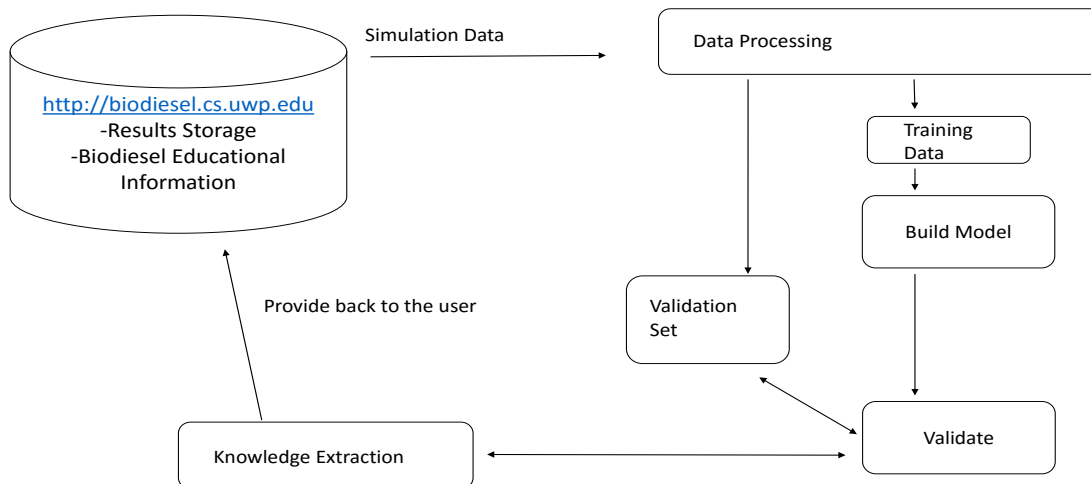 Simulation Data
Data Processing
http://biodiesel.cs.uwp.edu
-Results Storage
-Biodiesel Educational
Information
Training
Data
Build Model
Provide back to the user
Validation
Set
Knowledge Extraction
Validate